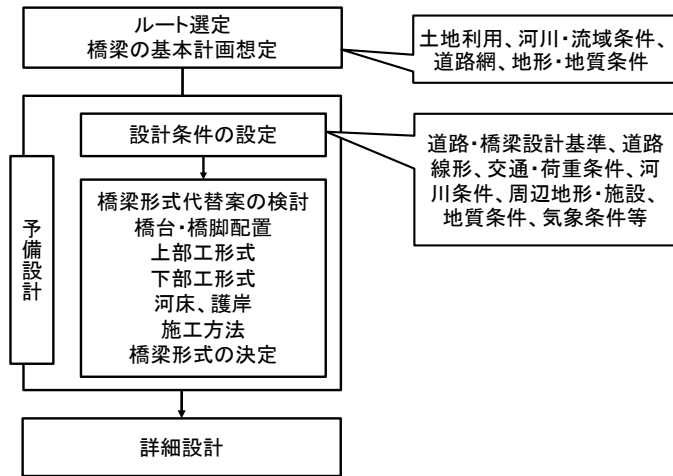 ルート選定
橋梁の基本計画想定
土地利用、河川・流域条件、
道路網、地形・地質条件
設計条件の設定
道路・橋梁設計基準、道路
線形、交通・荷重条件、河
川条件、周辺地形・施設、
地質条件、気象条件等
予備設計
橋梁形式代替案の検討
橋台・橋脚配置
上部工形式
下部工形式
河床、護岸
施工方法
橋梁形式の決定
詳細設計